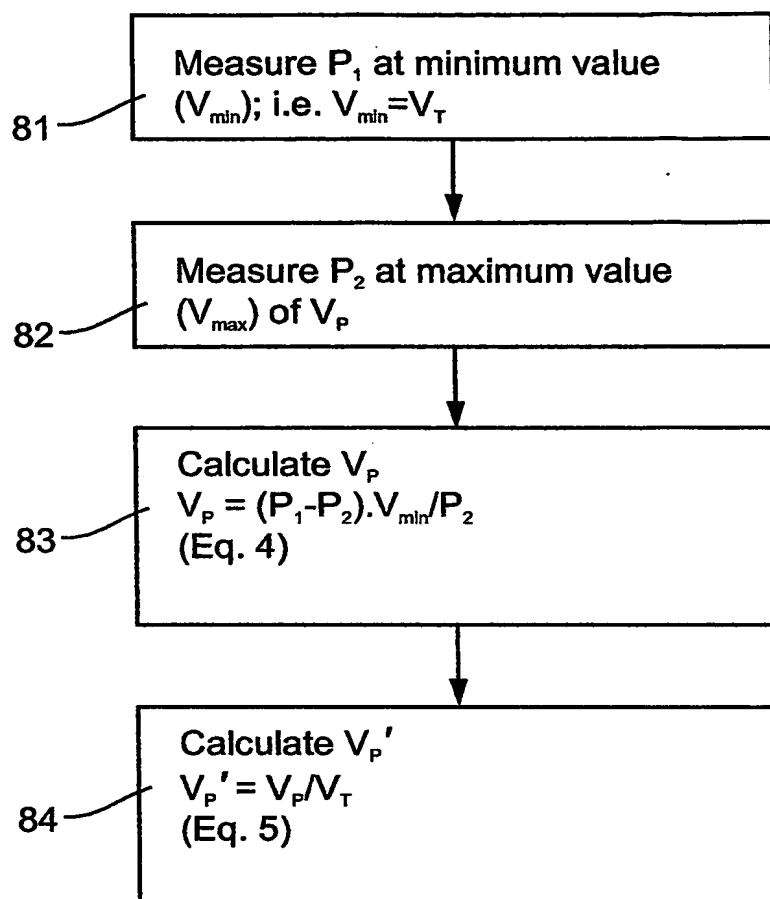 Measure P₁ at minimum value
(Vmin); i.e. Vmin=VT
81
Measure P₂ at maximum value
(Vmax) of VP
82
Calculate VP
VP = (P₁-P₂).Vmin/P₂
(Eq. 4)
83
Calculate VP'
VP' = VP/VT
(Eq. 5)
84